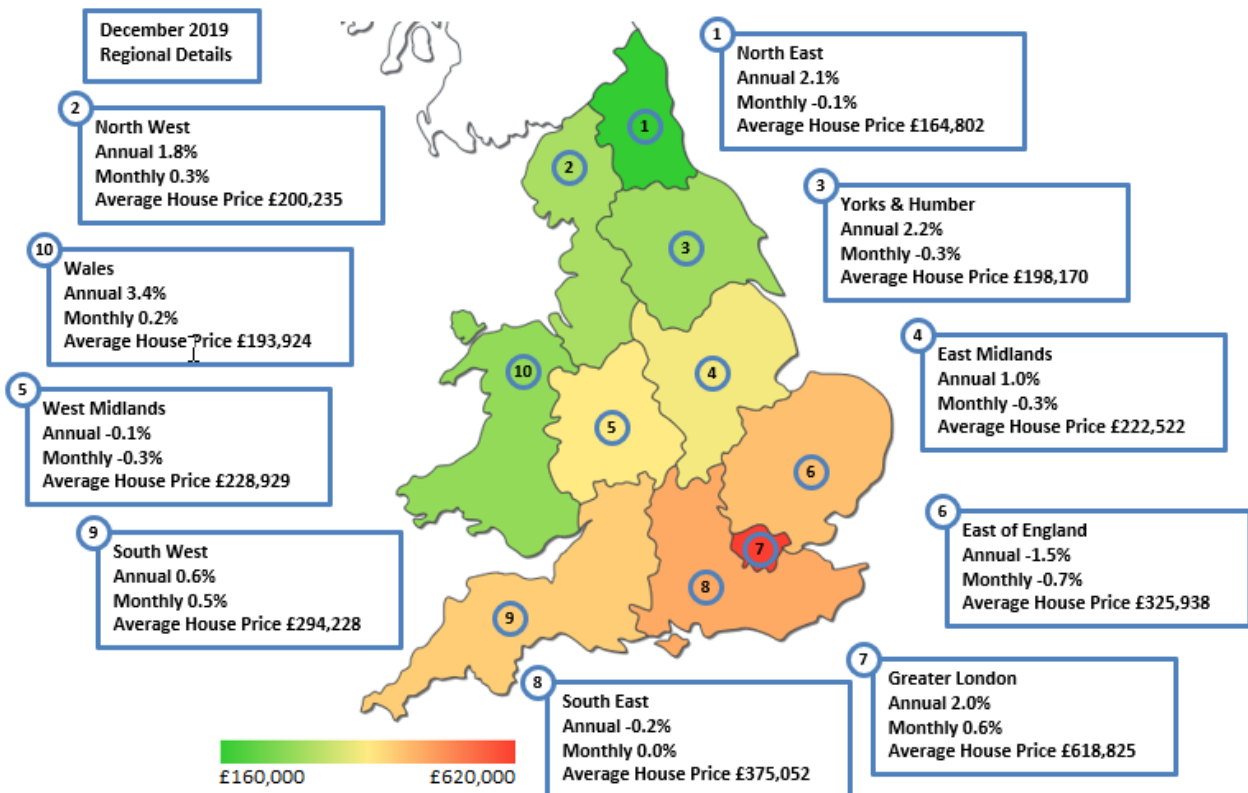 December 2019
Regional Details
1
North East
Annual 2.1%
Monthly -0.1%
Average House Price £164,802
2
North West
Annual 1.8%
Monthly 0.3%
Average House Price £200,235
3
Yorks & Humber
Annual 2.2%
Monthly -0.3%
Average House Price £198,170
10
Wales
Annual 3.4%
Monthly 0.2%
Average House Price £193,924
4
East Midlands
Annual 1.0%
Monthly -0.3%
Average House Price £222,522
5
West Midlands
Annual -0.1%
Monthly -0.3%
Average House Price £228,929
6
East of England
Annual -1.5%
Monthly -0.7%
Average House Price £325,938
9
South West
Annual 0.6%
Monthly 0.5%
Average House Price £294,228
7
Greater London
Annual 2.0%
Monthly 0.6%
Average House Price £618,825
8
South East
Annual -0.2%
Monthly 0.0%
Average House Price £375,052
1
2
3
10
4
5
6
7
8
9
£160,000
£620,000